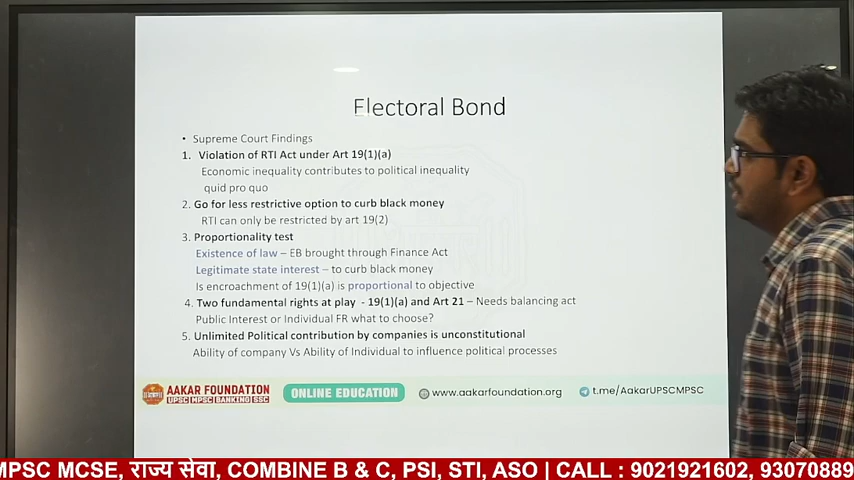 Electoral Bond
• Supreme Court Findings
1. Violation of RTI Act under Art 19(1)(a)
Economic inequality contributes to political inequality
quid pro quo
2. Go for less restrictive option to curb black money
RTI can only be restricted by art 19(2)
3. Proportionality test
Existence of law – EB brought through Finance Act
Legitimate state interest – to curb black money
Is encroachment of 19(1)(a) is proportional to objective
4. Two fundamental rights at play - 19(1)(a) and Art 21 – Needs balancing act
Public Interest or Individual FR what to choose?
5. Unlimited Political contribution by companies is unconstitutional
Ability of company Vs Ability of Individual to influence political processes
AAKAR FOUNDATION
UPSC | MPSC | BANKING | SSC
ONLINE EDUCATION
www.aakarfoundation.org
t.me/AakarUPSCMPSC
MPSC MCSE, राज्य सेवा, COMBINE B & C, PSI, STI, ASO | CALL : 9021921602, 93070889